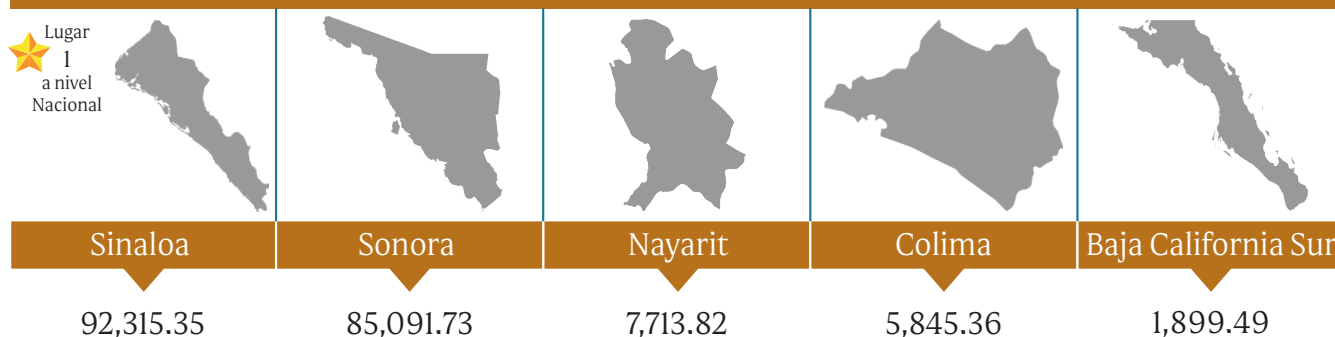 Lugar
1
a nivel
Nacional
Sinaloa
Sonora
Nayarit
Colima
Baja California Sur
92,315.35
85,091.73
7,713.82
5,845.36
1,899.49